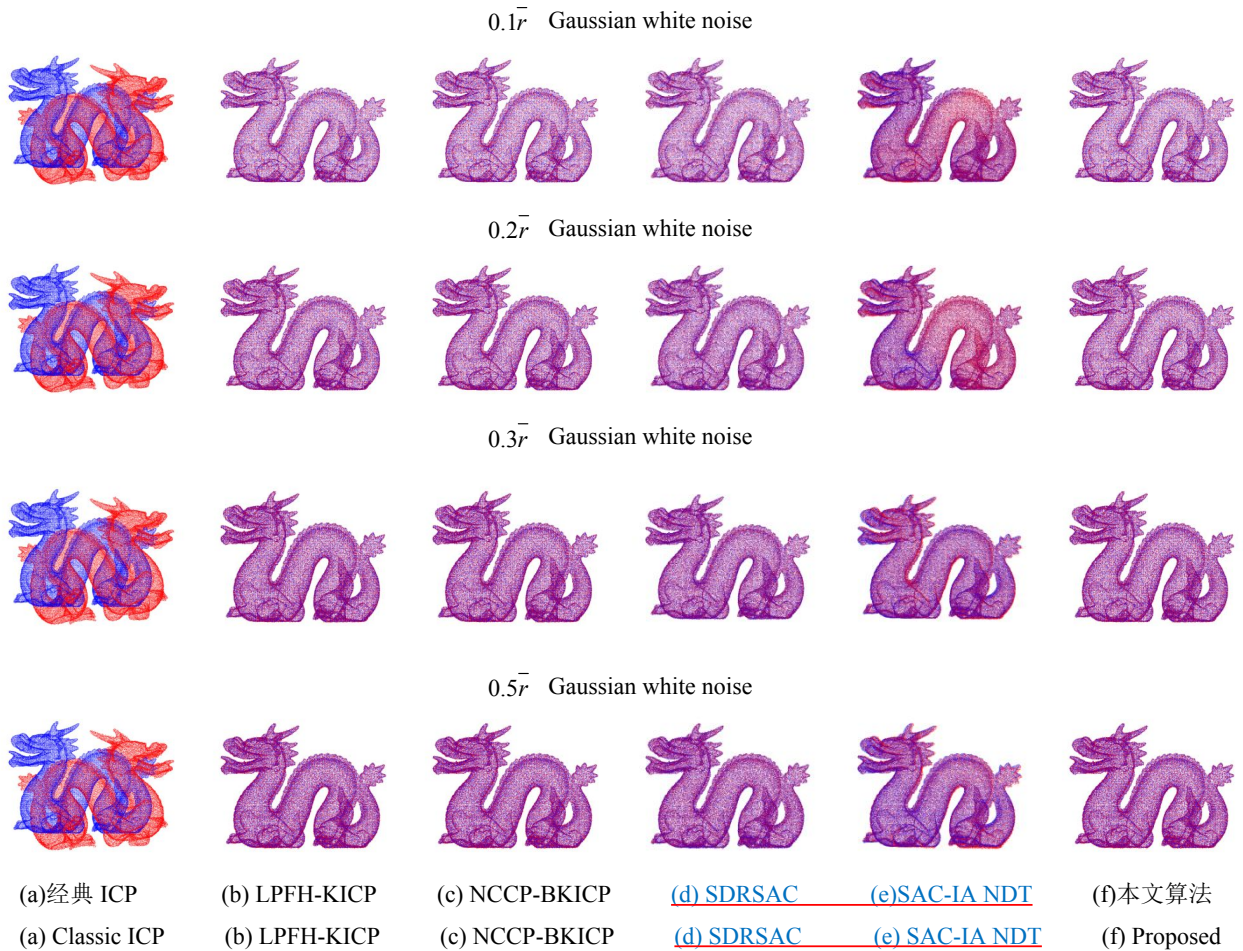 0.1r̅ Gaussian white noise
0.2r̅ Gaussian white noise
0.3r̅ Gaussian white noise
0.5r̅ Gaussian white noise
(a)经典 ICP (b) LPFH-KICP (c) NCCP-BKICP (d) SDRSAC (e)SAC-IA NDT (f)本文算法
(a) Classic ICP (b) LPFH-KICP (c) NCCP-BKICP (d) SDRSAC (e) SAC-IA NDT (f) Proposed